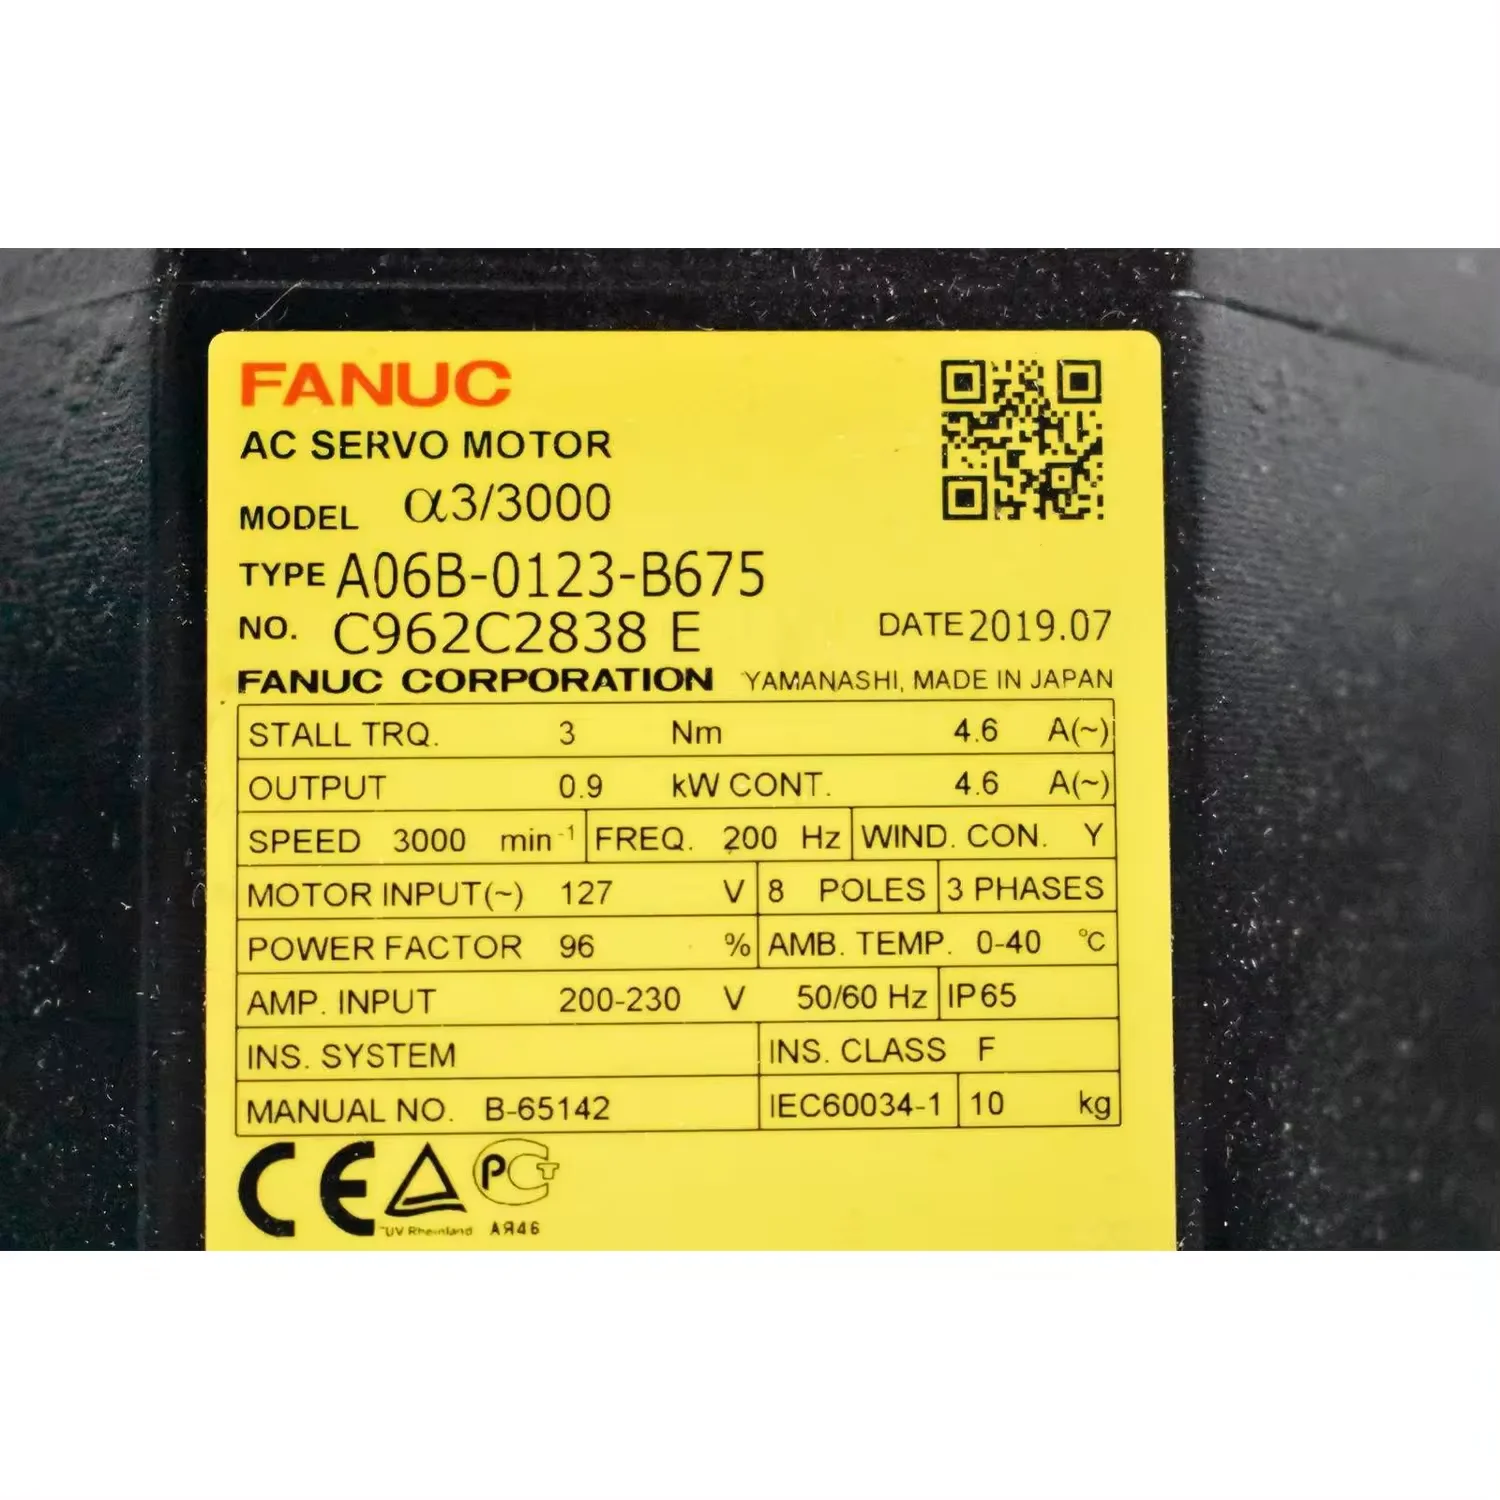 FANUC
AC SERVO MOTOR
MODEL α3/3000
TYPE A06B-0123-B675
NO. C962C2838 E DATE 2019.07
FANUC CORPORATION YAMANASHI, MADE IN JAPAN
STALL TRQ. 3 Nm 4.6 A(~)
OUTPUT 0.9 kW CONT. 4.6 A(~)
SPEED 3000 min⁻¹ FREQ. 200 Hz WIND. CON. Y
MOTOR INPUT(~) 127 V 8 POLES 3 PHASES
POWER FACTOR 96 % AMB. TEMP. 0-40 °C
AMP. INPUT 200-230 V 50/60 Hz IP65
INS. SYSTEM INS. CLASS F
MANUAL NO. B-65142 IEC60034-1 10 kg
CE PCT
UV Rheinland АЯ46